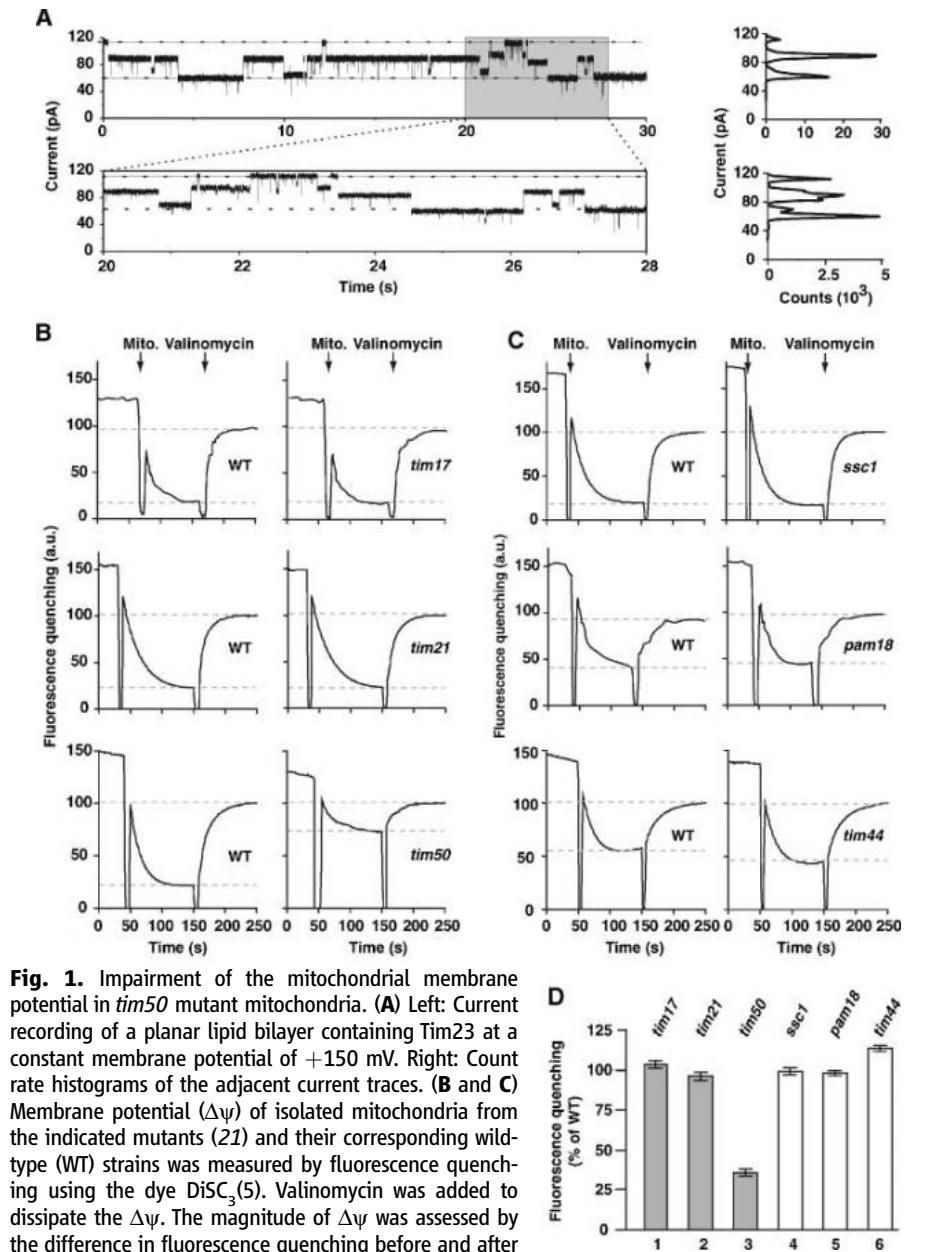 A
120
80
40
0
Current (pA)
0 10 20 30
120
80
40
0
20 22 24 26 28
Time (s)
120
80
40
0
0 10 20 30
Current (pA)
120
80
40
0
0 2.5 5
Counts (10³)
B
Mito. Valinomycin
Mito. Valinomycin
150
100
50
0
WT
tim17
Fluorescence quenching (a.u.)
150
100
50
0
WT
tim21
150
100
50
0
WT
tim50
0 50 100 150 200 250
0 50 100 150 200 250
Time (s)
Time (s)
C
Mito. Valinomycin
Mito. Valinomycin
150
100
50
0
WT
ssc1
Fluorescence quenching (a.u.)
150
100
50
0
WT
pam18
150
100
50
0
WT
tim44
0 50 100 150 200 250
0 50 100 150 200 250
Time (s)
Time (s)
Fig. 1. Impairment of the mitochondrial membrane
potential in tim50 mutant mitochondria. (A) Left: Current
recording of a planar lipid bilayer containing Tim23 at a
constant membrane potential of +150 mV. Right: Count
rate histograms of the adjacent current traces. (B and C)
Membrane potential (Δψ) of isolated mitochondria from
the indicated mutants (21) and their corresponding wild-
type (WT) strains was measured by fluorescence quench-
ing using the dye DiSC₃(5). Valinomycin was added to
dissipate the Δψ. The magnitude of Δψ was assessed by
the difference in fluorescence quenching before and after
D
tim17 tim21 tim50 ssc1 pam18 tim44
125
100
75
50
25
0
Fluorescence quenching
(% of WT)
1 2 3 4 5 6